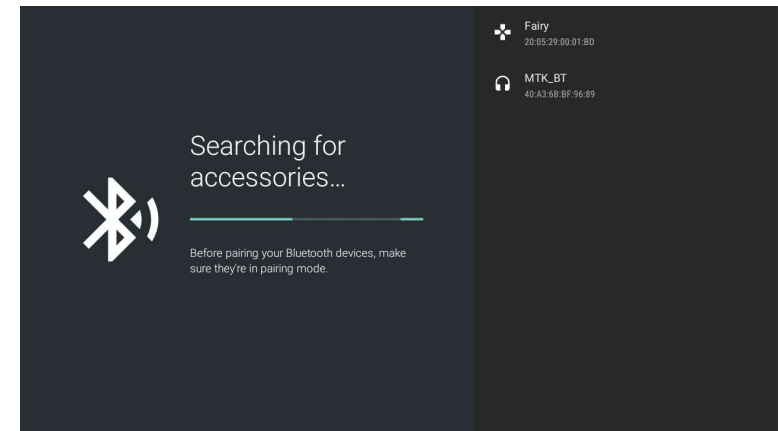 Searching for
accessories...
Before pairing your Bluetooth devices, make
sure they're in pairing mode.
Fairy
20:05:29:00:01:BD
MTK_BT
40:A3:6B:BF:96:89